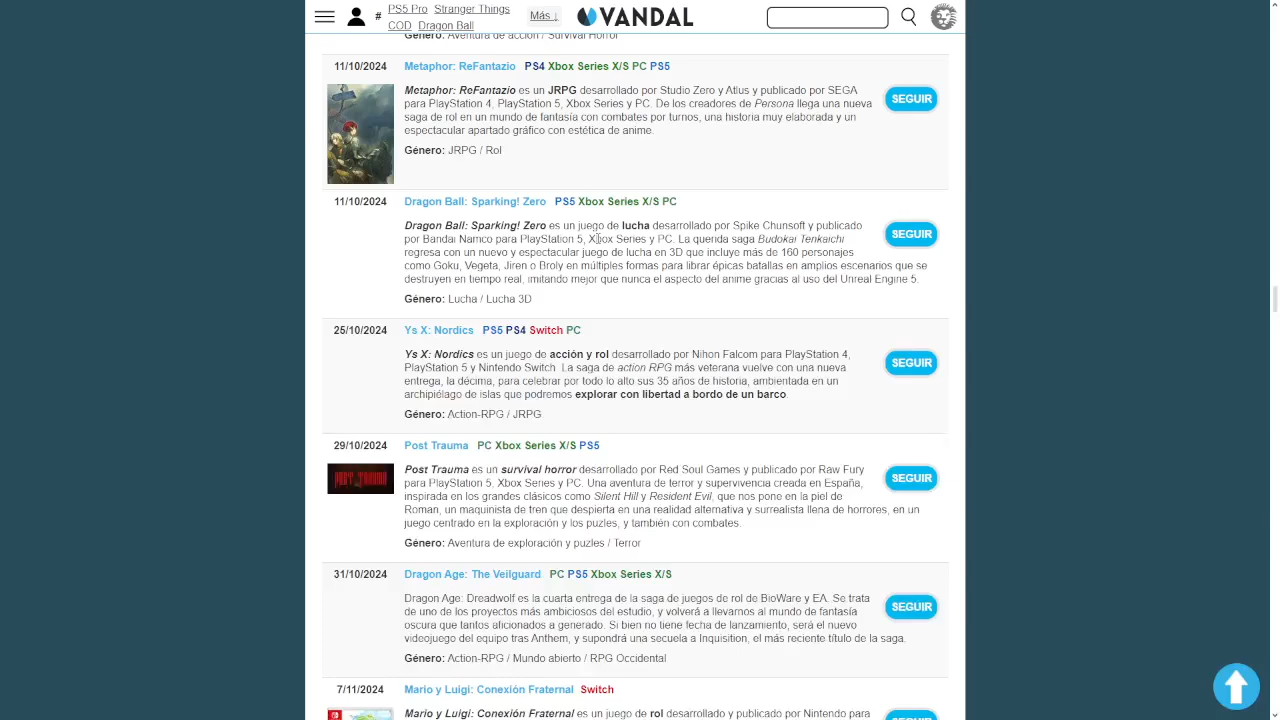 # PS5 Pro Stranger Things
COD Dragon Ball
Más ↓
VANDAL
Género: Aventura de acción / Survival Horror
11/10/2024 Metaphor: ReFantazio PS4 Xbox Series X/S PC PS5
Metaphor: ReFantazio es un JRPG desarrollado por Studio Zero y Atlus y publicado por SEGA
para PlayStation 4, PlayStation 5, Xbox Series y PC. De los creadores de Persona llega una nueva
saga de rol en un mundo de fantasía con combates por turnos, una historia muy elaborada y un
espectacular apartado gráfico con estética de anime.
SEGUIR
Género: JRPG / Rol
11/10/2024 Dragon Ball: Sparking! Zero PS5 Xbox Series X/S PC
Dragon Ball: Sparking! Zero es un juego de lucha desarrollado por Spike Chunsoft y publicado
por Bandai Namco para PlayStation 5, Xbox Series y PC. La querida saga Budokai Tenkaichi
regresa con un nuevo y espectacular juego de lucha en 3D que incluye más de 160 personajes
como Goku, Vegeta, Jiren o Broly en múltiples formas para librar épicas batallas en amplios escenarios que se
destruyen en tiempo real, imitando mejor que nunca el aspecto del anime gracias al uso del Unreal Engine 5.
SEGUIR
Género: Lucha / Lucha 3D
25/10/2024 Ys X: Nordics PS5 PS4 Switch PC
Ys X: Nordics es un juego de acción y rol desarrollado por Nihon Falcom para PlayStation 4,
PlayStation 5 y Nintendo Switch. La saga de action RPG más veterana vuelve con una nueva
entrega, la décima, para celebrar por todo lo alto sus 35 años de historia, ambientada en un
archipiélago de islas que podremos explorar con libertad a bordo de un barco.
SEGUIR
Género: Action-RPG / JRPG
29/10/2024 Post Trauma PC Xbox Series X/S PS5
POST TRAUMA
Post Trauma es un survival horror desarrollado por Red Soul Games y publicado por Raw Fury
para PlayStation 5, Xbox Series y PC. Una aventura de terror y supervivencia creada en España,
inspirada en los grandes clásicos como Silent Hill y Resident Evil, que nos pone en la piel de
Roman, un maquinista de tren que despierta en una realidad alternativa y surrealista llena de horrores, en un
juego centrado en la exploración y los puzles, y también con combates.
SEGUIR
Género: Aventura de exploración y puzles / Terror
31/10/2024 Dragon Age: The Veilguard PC PS5 Xbox Series X/S
Dragon Age: Dreadwolf es la cuarta entrega de la saga de juegos de rol de BioWare y EA. Se trata
de uno de los proyectos más ambiciosos del estudio, y volverá a llevarnos al mundo de fantasía
oscura que tantos aficionados a generado. Si bien no tiene fecha de lanzamiento, será el nuevo
videojuego del equipo tras Anthem, y supondrá una secuela a Inquisition, el más reciente título de la saga.
SEGUIR
Género: Action-RPG / Mundo abierto / RPG Occidental
7/11/2024 Mario y Luigi: Conexión Fraternal Switch
Mario y Luigi: Conexión Fraternal es un juego de rol desarrollado y publicado por Nintendo para
SEGUIR